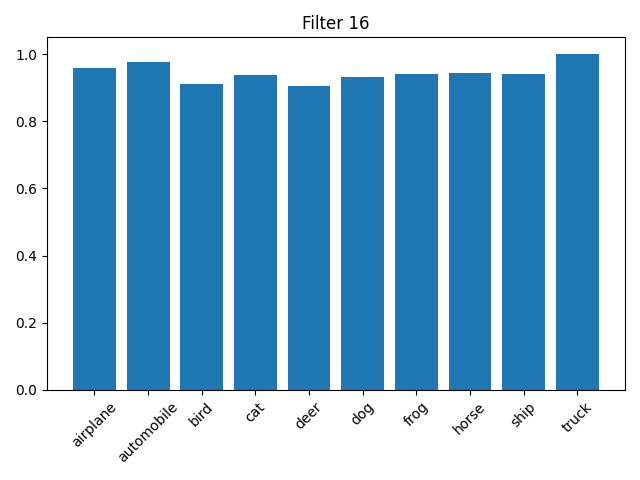 Filter 16
1.0
0.8
0.6
0.4
0.2
0.0
airplane
automobile
bird
cat
deer
dog
frog
horse
ship
truck